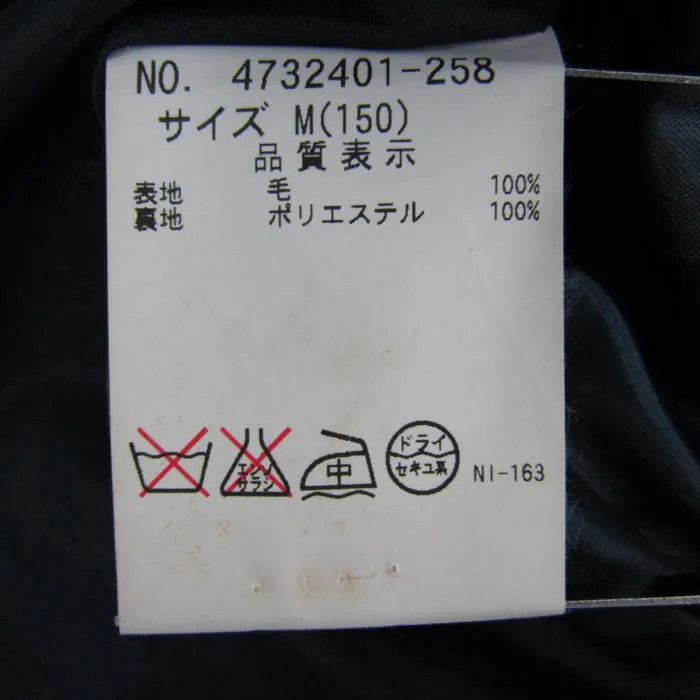 NO. 4732401-258
サイズ M(150)
品質表示
表地 毛 100%
裏地 ポリエステル 100%
エンソ
サラシ
中
ドライ
セキユ系
NI-163